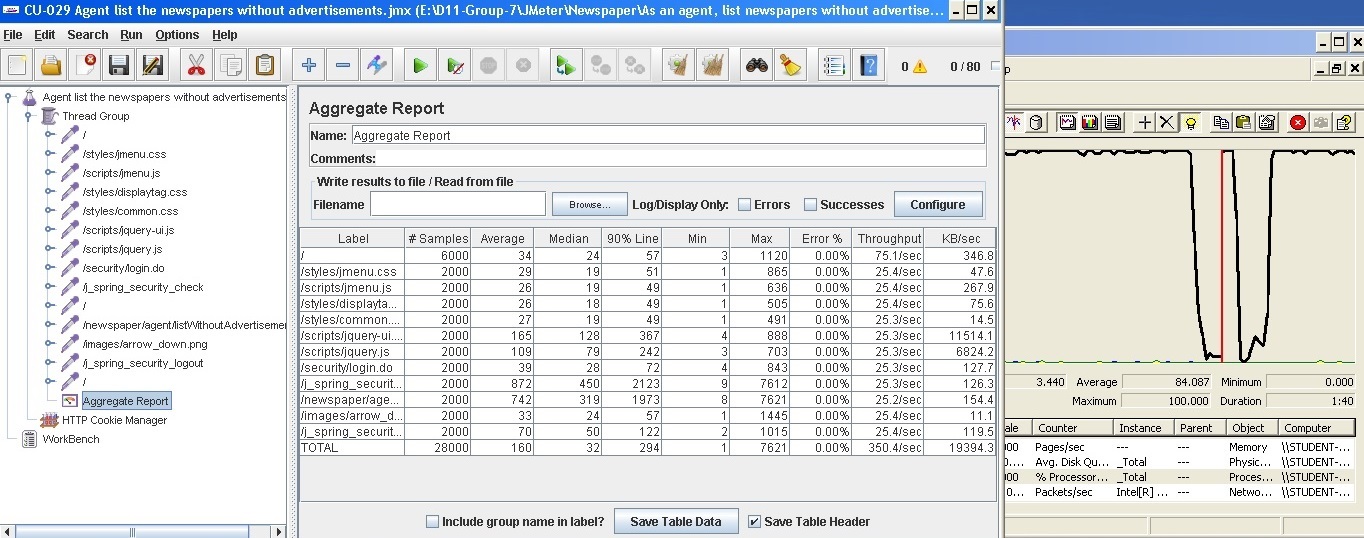 CU-029 Agent list the newspapers without advertisements.jmx (E:\D11-Group-7\JMeter\Newspaper\As an agent, list newspapers without advertise...
File Edit Search Run Options Help
0 0 / 80
Agent list the newspapers without advertisements
Thread Group
/
/styles/jmenu.css
/scripts/jmenu.js
/styles/displaytag.css
/styles/common.css
/scripts/jquery-ui.js
/scripts/jquery.js
/security/login.do
/j_spring_security_check
/
/newspaper/agent/listWithoutAdvertisemen
/images/arrow_down.png
/j_spring_security_logout
/
Aggregate Report
HTTP Cookie Manager
WorkBench
Aggregate Report
Name: Aggregate Report
Comments:
Write results to file / Read from file
Filename Browse... Log/Display Only: Errors Successes Configure
Label # Samples Average Median 90% Line Min Max Error % Throughput KB/sec
/ 6000 34 24 57 3 1120 0.00% 75.1/sec 346.8
/styles/jmenu.css 2000 29 19 51 1 865 0.00% 25.4/sec 47.6
/scripts/jmenu.js 2000 26 19 49 1 636 0.00% 25.4/sec 267.9
/styles/displayta... 2000 26 18 49 1 505 0.00% 25.4/sec 75.6
/styles/common.... 2000 27 19 49 1 491 0.00% 25.3/sec 14.5
/scripts/jquery-ui.... 2000 165 128 367 4 888 0.00% 25.3/sec 11514.1
/scripts/jquery.js 2000 109 79 242 3 703 0.00% 25.3/sec 6824.2
/security/login.do 2000 39 28 72 4 843 0.00% 25.3/sec 127.7
/j_spring_securit... 2000 872 450 2123 9 7612 0.00% 25.3/sec 126.3
/newspaper/age... 2000 742 319 1973 8 7621 0.00% 25.2/sec 154.4
/images/arrow_d... 2000 33 24 57 1 1445 0.00% 25.4/sec 11.1
/j_spring_securit... 2000 70 50 122 2 1015 0.00% 25.4/sec 119.5
TOTAL 28000 160 32 294 1 7621 0.00% 350.4/sec 19394.3
Include group name in label? Save Table Data Save Table Header
3.440 Average 84.087 Minimum 0.000
Maximum 100.000 Duration 1:40
ale Counter Instance Parent Object Computer
000 Pages/sec --- --- Memory \\STUDENT-...
0.... Avg. Disk Qu... _Total --- Physic... \\STUDENT-...
000 % Processor... _Total --- Proces... \\STUDENT-...
0.... Packets/sec Intel[R] ... --- Netwo... \\STUDENT-...